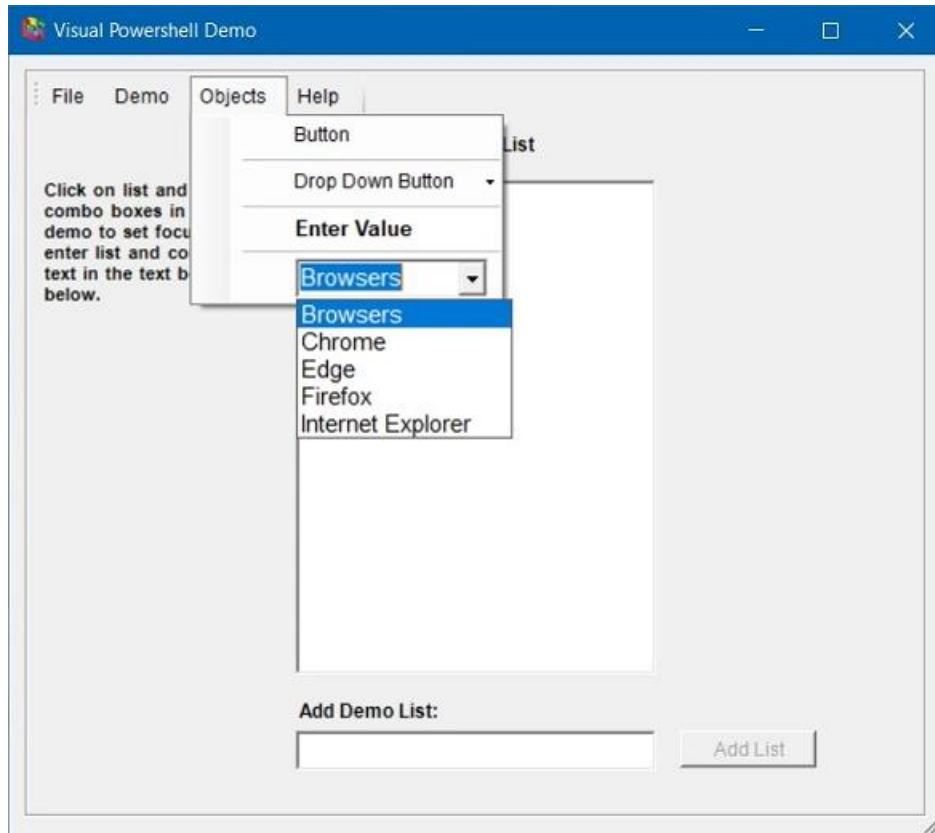 Visual Powershell Demo
File Demo Objects Help
Button
List
Drop Down Button
Click on list and
combo boxes in
demo to set focu
enter list and co
text in the text b
below.
Enter Value
Browsers
Browsers
Chrome
Edge
Firefox
Internet Explorer
Add Demo List:
Add List